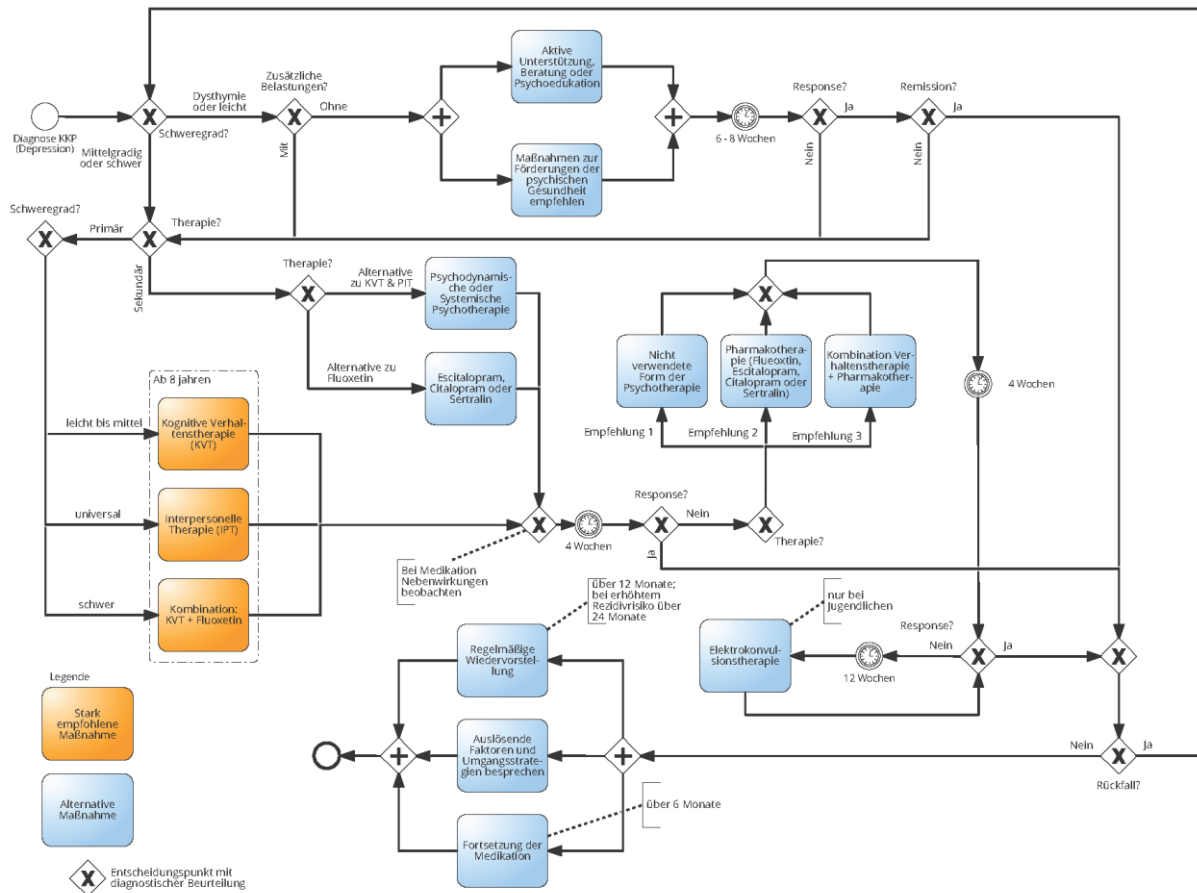 Aktive
Unterstützung,
Beratung oder
Psychoedukation
Zusätzliche
Belastungen?
Dysthymie
oder leicht
Ohne
Response?
Remission?
Ja
Ja
Diagnose KKP
(Depression)
Schweregrad?
6 - 8 Wochen
Mittelgradig
oder schwer
Mit
Nein
Nein
Maßnahmen zur
Förderungen der
psychischen
Gesundheit
empfehlen
Schweregrad?
Primär
Therapie?
Sekundär
Therapie?
Alternative
zu KVT & PIT
Psychodynamis-
che oder
Systemische
Psychotherapie
Alternative zu
Fluoxetin
Escitalopram,
Citalopram oder
Sertralin
Nicht
verwendete
Form der
Psychotherapie
Pharmakothera-
pie (Flueoxtin,
Escitalopram,
Citalopram oder
Sertralin)
Kombination Ver-
haltenstherapie
+ Pharmakother-
apie
4 Wochen
Empfehlung 1
Empfehlung 2
Empfehlung 3
Ab 8 jahren
leicht bis mittel
Kognitive Verhal-
tenstherapie
(KVT)
universal
Interpersonelle
Therapie (IPT)
schwer
Kombination:
KVT + Fluoxetin
Response?
Nein
Ja
4 Wochen
Therapie?
Bei Medikation
Nebenwirkungen
beobachten
über 12 Monate;
bei erhöhtem
Rezidivrisiko über
24 Monate
nur bei
Jugendlichen
Response?
Regelmäßige
Wiedervorstel-
lung
Elektrokonvul-
sionstherapie
12 Wochen
Nein
Ja
Legende
Stark
empfohlene
Maßnahme
Auslösende
Faktoren und
Umgangsstrate-
gien besprechen
Nein
Ja
Rückfall?
Alternative
Maßnahme
über 6 Monate
Fortsetzung der
Medikation
Entscheidungspunkt mit
diagnostischer Beurteilung